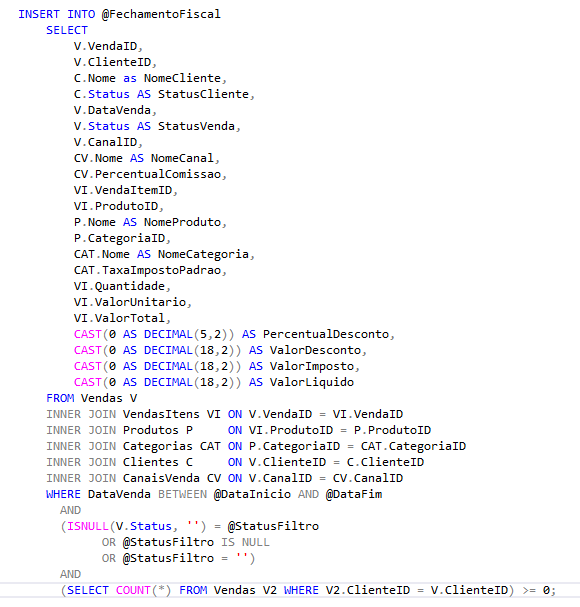 INSERT INTO @FechamentoFiscal
SELECT
V.VendaID,
V.ClienteID,
C.Nome as NomeCliente,
C.Status AS StatusCliente,
V.DataVenda,
V.Status AS StatusVenda,
V.CanalID,
CV.Nome AS NomeCanal,
CV.PercentualComissao,
VI.VendaItemID,
VI.ProdutoID,
P.Nome AS NomeProduto,
P.CategoriaID,
CAT.Nome AS NomeCategoria,
CAT.TaxaImpostoPadrao,
VI.Quantidade,
VI.ValorUnitario,
VI.ValorTotal,
CAST(0 AS DECIMAL(5,2)) AS PercentualDesconto,
CAST(0 AS DECIMAL(18,2)) AS ValorDesconto,
CAST(0 AS DECIMAL(18,2)) AS ValorImposto,
CAST(0 AS DECIMAL(18,2)) AS ValorLiquido
FROM Vendas V
INNER JOIN VendasItens VI ON V.VendaID = VI.VendaID
INNER JOIN Produtos P ON VI.ProdutoID = P.ProdutoID
INNER JOIN Categorias CAT ON P.CategoriaID = CAT.CategoriaID
INNER JOIN Clientes C ON V.ClienteID = C.ClienteID
INNER JOIN CanaisVenda CV ON V.CanalID = CV.CanalID
WHERE DataVenda BETWEEN @DataInicio AND @DataFim
AND
(ISNULL(V.Status, '') = @StatusFiltro
OR @StatusFiltro IS NULL
OR @StatusFiltro = '')
AND
(SELECT COUNT(*) FROM Vendas V2 WHERE V2.ClienteID = V.ClienteID) >= 0;